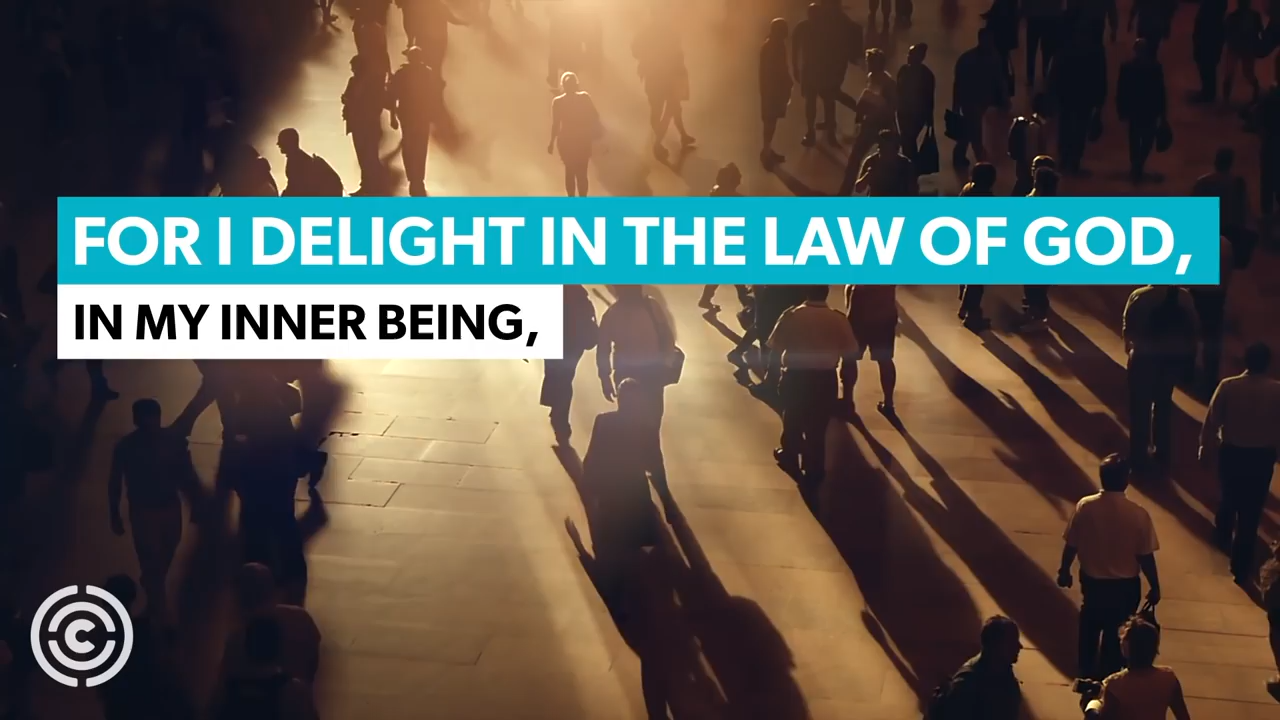 FOR I DELIGHT IN THE LAW OF GOD,
IN MY INNER BEING,
C